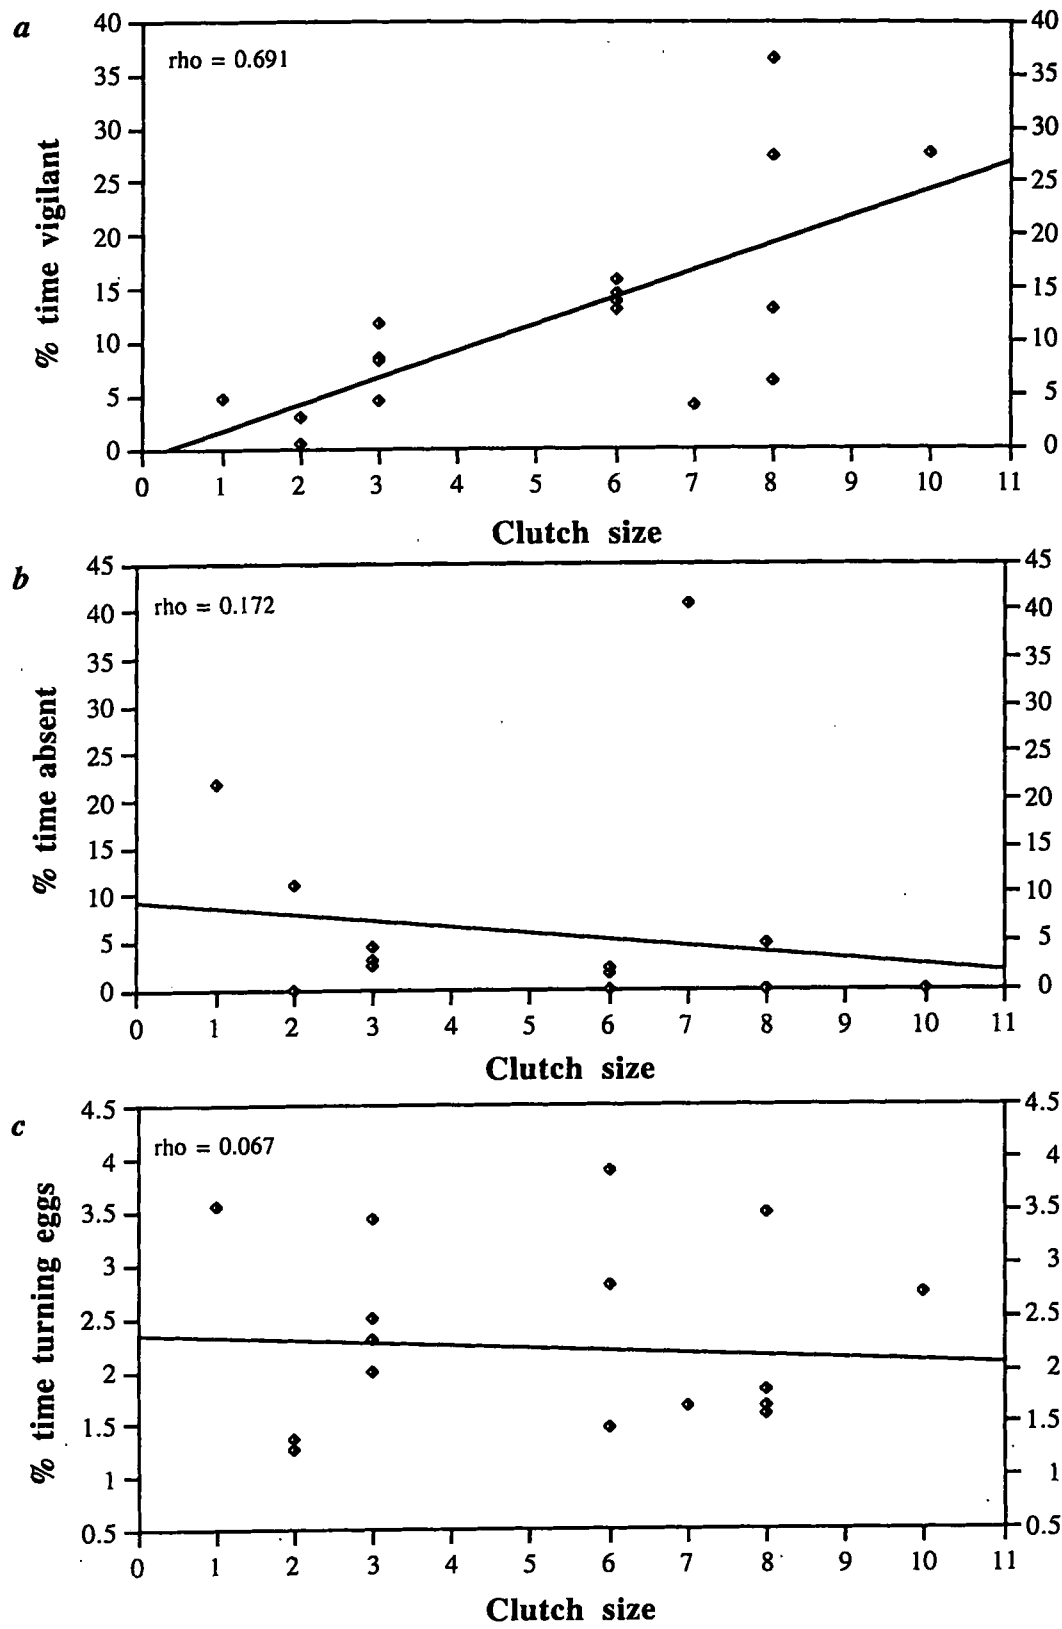 a
rho = 0.691
% time vigilant
40 40
35 35
30 30
25 25
20 20
15 15
10 10
5 5
0 0
0 1 2 3 4 5 6 7 8 9 10 11
Clutch size
b
rho = 0.172
% time absent
45 45
40 40
35 35
30 30
25 25
20 20
15 15
10 10
5 5
0 0
0 1 2 3 4 5 6 7 8 9 10 11
Clutch size
c
rho = 0.067
% time turning eggs
4.5 4.5
4 4
3.5 3.5
3 3
2.5 2.5
2 2
1.5 1.5
1 1
0.5 0.5
0 1 2 3 4 5 6 7 8 9 10 11
Clutch size